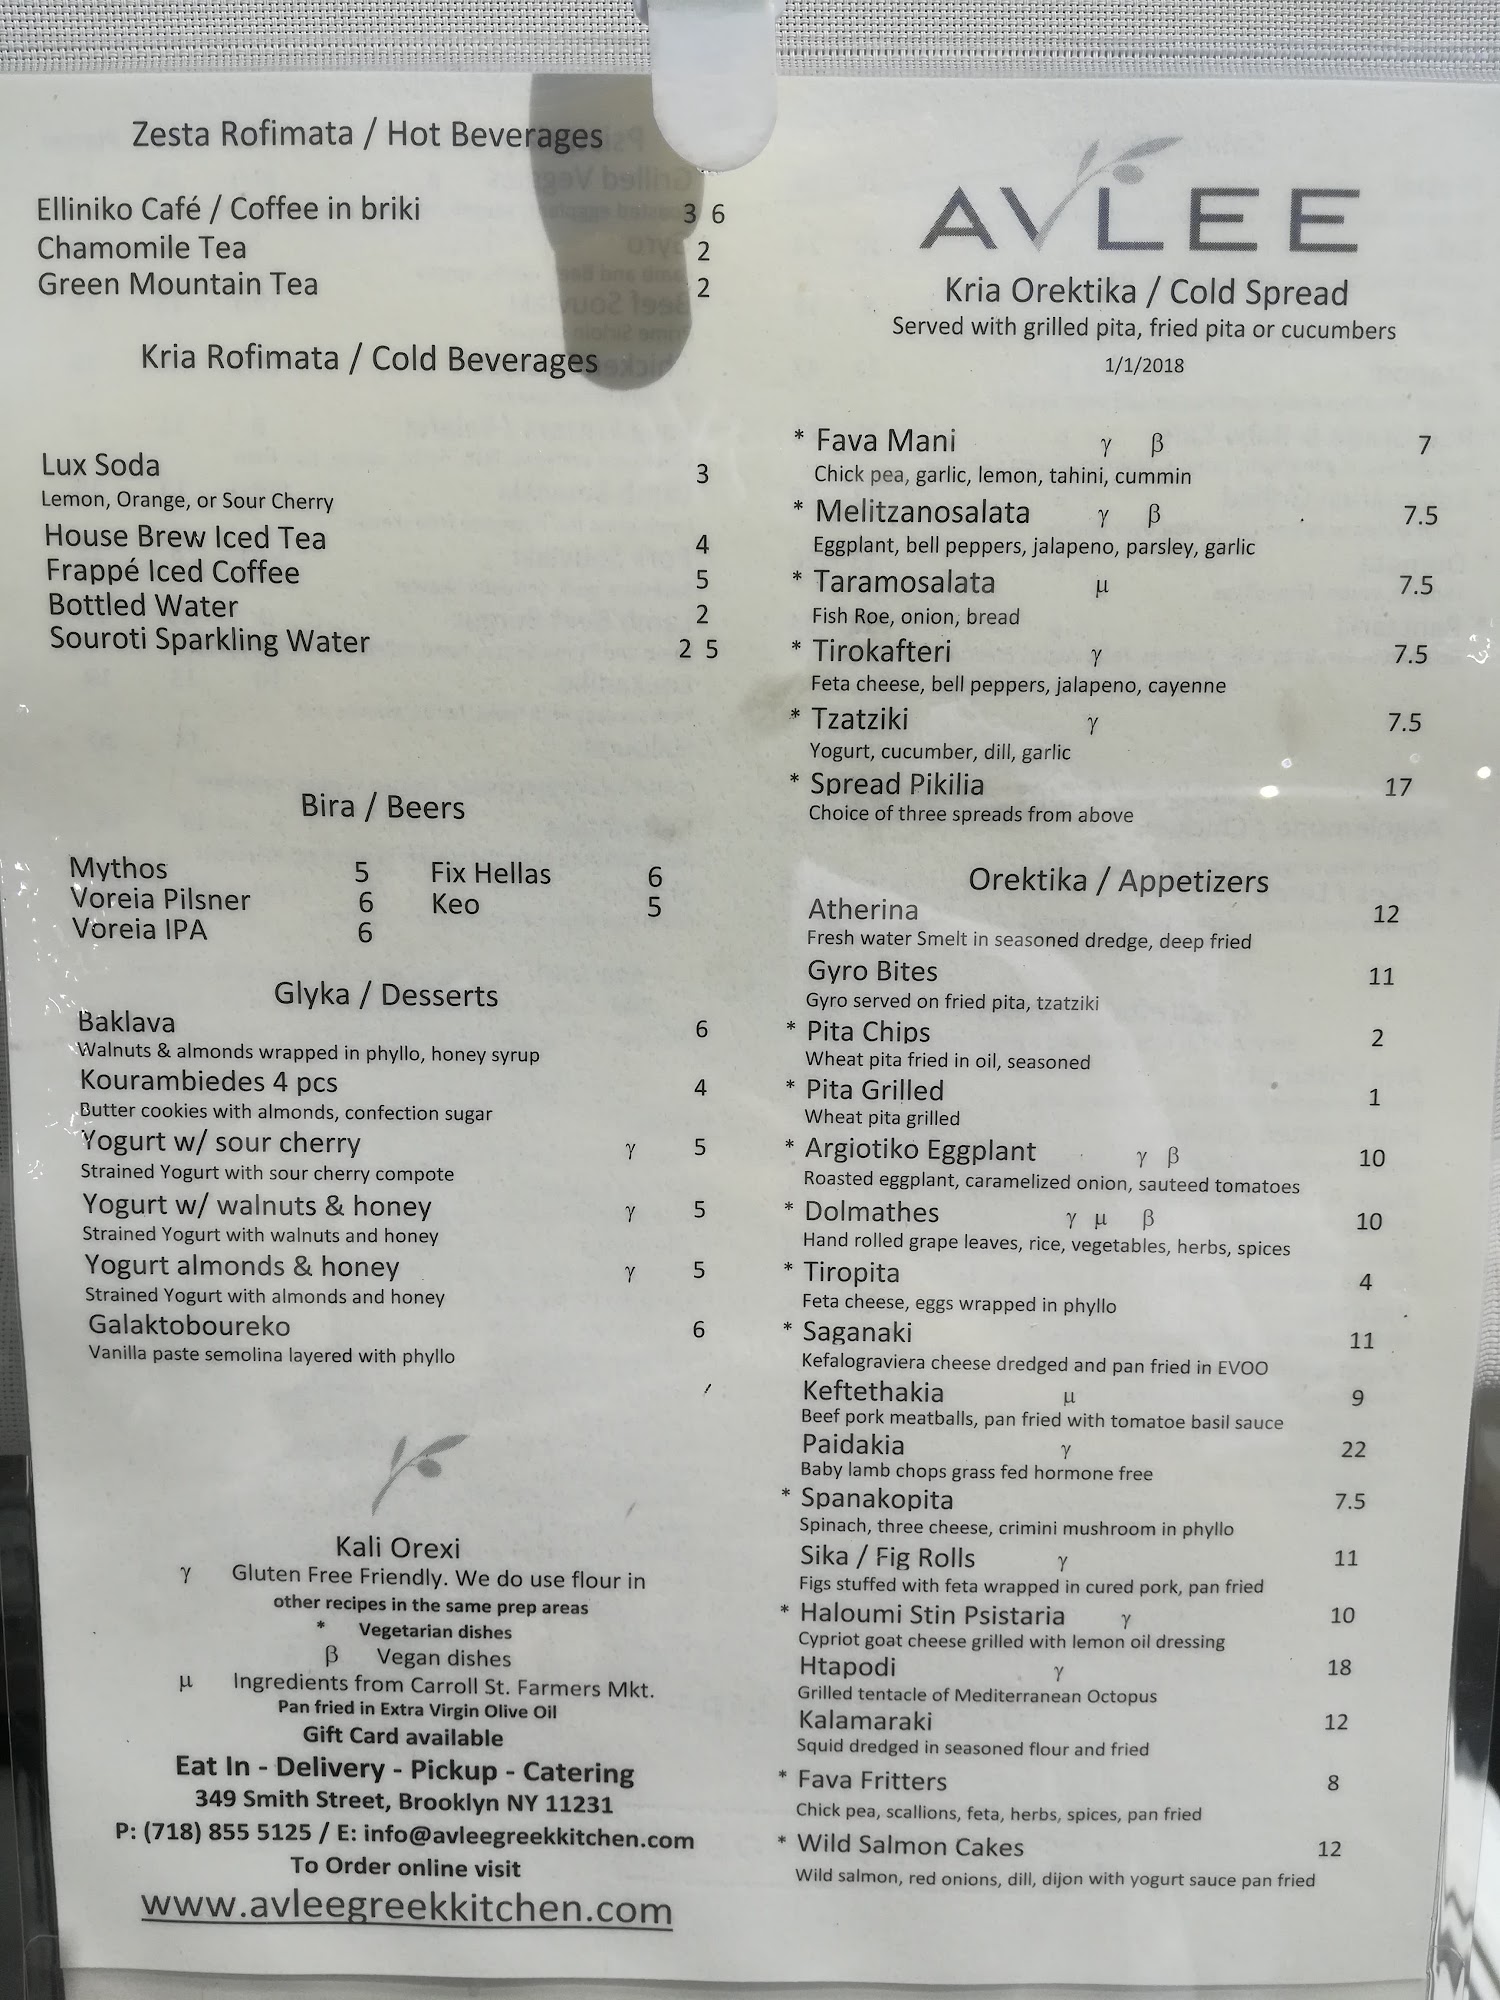 Zesta Rofimata / Hot Beverages
Elliniko Café / Coffee in briki 3 6
Chamomile Tea 2
Green Mountain Tea 2
Kria Rofimata / Cold Beverages
Lux Soda 3
Lemon, Orange, or Sour Cherry
House Brew Iced Tea 4
Frappé Iced Coffee 5
Bottled Water 2
Souroti Sparkling Water 2 5
Bira / Beers
Mythos 5 Fix Hellas 6
Voreia Pilsner 6 Keo 5
Voreia IPA 6
Glyka / Desserts
Baklava 6
Walnuts & almonds wrapped in phyllo, honey syrup
Kourambiedes 4 pcs 4
Butter cookies with almonds, confection sugar
Yogurt w/ sour cherry γ 5
Strained Yogurt with sour cherry compote
Yogurt w/ walnuts & honey γ 5
Strained Yogurt with walnuts and honey
Yogurt almonds & honey γ 5
Strained Yogurt with almonds and honey
Galaktoboureko 6
Vanilla paste semolina layered with phyllo
Kali Orexi
γ Gluten Free Friendly. We do use flour in
other recipes in the same prep areas
* Vegetarian dishes
β Vegan dishes
μ Ingredients from Carroll St. Farmers Mkt.
Pan fried in Extra Virgin Olive Oil
Gift Card available
Eat In - Delivery - Pickup - Catering
349 Smith Street, Brooklyn NY 11231
P: (718) 855 5125 / E: info@avleegreekkitchen.com
To Order online visit
www.avleegreekkitchen.com
AVLEE
Kria Orektika / Cold Spread
Served with grilled pita, fried pita or cucumbers
1/1/2018
* Fava Mani γ β 7
Chick pea, garlic, lemon, tahini, cummin
* Melitzanosalata γ β 7.5
Eggplant, bell peppers, jalapeno, parsley, garlic
* Taramosalata μ 7.5
Fish Roe, onion, bread
* Tirokafteri γ 7.5
Feta cheese, bell peppers, jalapeno, cayenne
* Tzatziki γ 7.5
Yogurt, cucumber, dill, garlic
* Spread Pikilia 17
Choice of three spreads from above
Orektika / Appetizers
Atherina 12
Fresh water Smelt in seasoned dredge, deep fried
Gyro Bites 11
Gyro served on fried pita, tzatziki
* Pita Chips 2
Wheat pita fried in oil, seasoned
* Pita Grilled 1
Wheat pita grilled
* Argiotiko Eggplant γ β 10
Roasted eggplant, caramelized onion, sauteed tomatoes
* Dolmathes γ μ β 10
Hand rolled grape leaves, rice, vegetables, herbs, spices
* Tiropita 4
Feta cheese, eggs wrapped in phyllo
* Saganaki 11
Kefalograviera cheese dredged and pan fried in EVOO
Keftethakia μ 9
Beef pork meatballs, pan fried with tomatoe basil sauce
Paidakia γ 22
Baby lamb chops grass fed hormone free
* Spanakopita 7.5
Spinach, three cheese, crimini mushroom in phyllo
Sika / Fig Rolls γ 11
Figs stuffed with feta wrapped in cured pork, pan fried
* Haloumi Stin Psistaria γ 10
Cypriot goat cheese grilled with lemon oil dressing
Htapodi γ 18
Grilled tentacle of Mediterranean Octopus
Kalamaraki 12
Squid dredged in seasoned flour and fried
* Fava Fritters 8
Chick pea, scallions, feta, herbs, spices, pan fried
* Wild Salmon Cakes 12
Wild salmon, red onions, dill, dijon with yogurt sauce pan fried